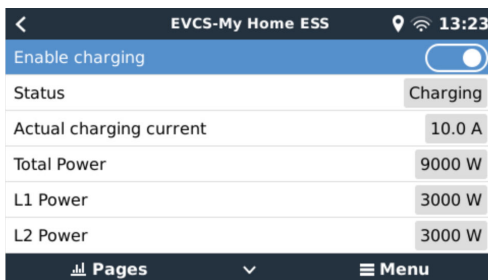 EVCS-My Home ESS 13:23
Enable charging
Status Charging
Actual charging current 10.0 A
Total Power 9000 W
L1 Power 3000 W
L2 Power 3000 W
Pages Menu